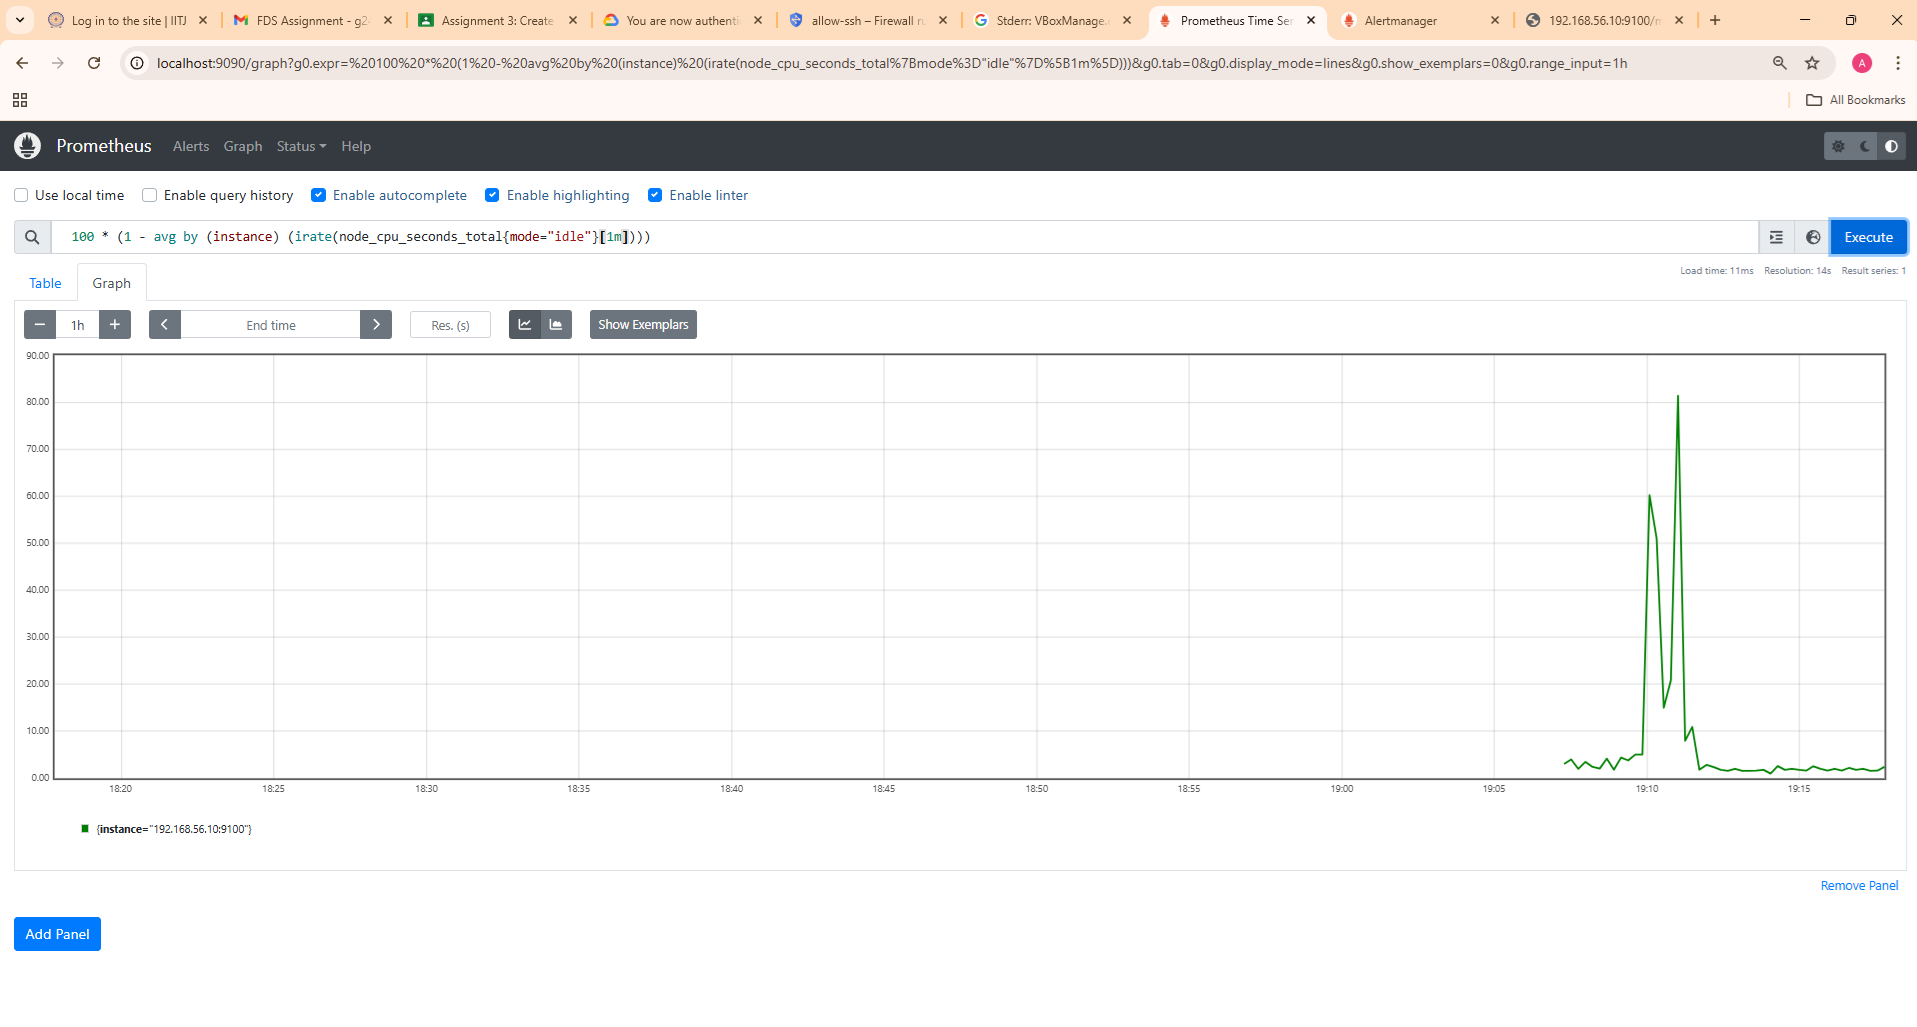 Log in to the site | IITJ
FDS Assignment - g2-
Assignment 3: Create
You are now authenti
allow-ssh – Firewall ru
Stderr: VBoxManage.
Prometheus Time Ser
Alertmanager
192.168.56.10:9100/m
localhost:9090/graph?g0.expr=%20100%20*%20(1%20-%20avg%20by%20(instance)%20(irate(node_cpu_seconds_total%7Bmode%3D"idle"%7D%5B1m%5D)))&g0.tab=0&g0.display_mode=lines&g0.show_exemplars=0&g0.range_input=1h
A
All Bookmarks
Prometheus Alerts Graph Status Help
Use local time Enable query history Enable autocomplete Enable highlighting Enable linter
100 * (1 - avg by (instance) (irate(node_cpu_seconds_total{mode="idle"}[1m])))
Execute
Load time: 11ms Resolution: 14s Result series: 1
Table Graph
1h End time Res. (s) Show Exemplars
90.00
80.00
70.00
60.00
50.00
40.00
30.00
20.00
10.00
0.00
18:20 18:25 18:30 18:35 18:40 18:45 18:50 18:55 19:00 19:05 19:10 19:15
{instance="192.168.56.10:9100"}
Remove Panel
Add Panel